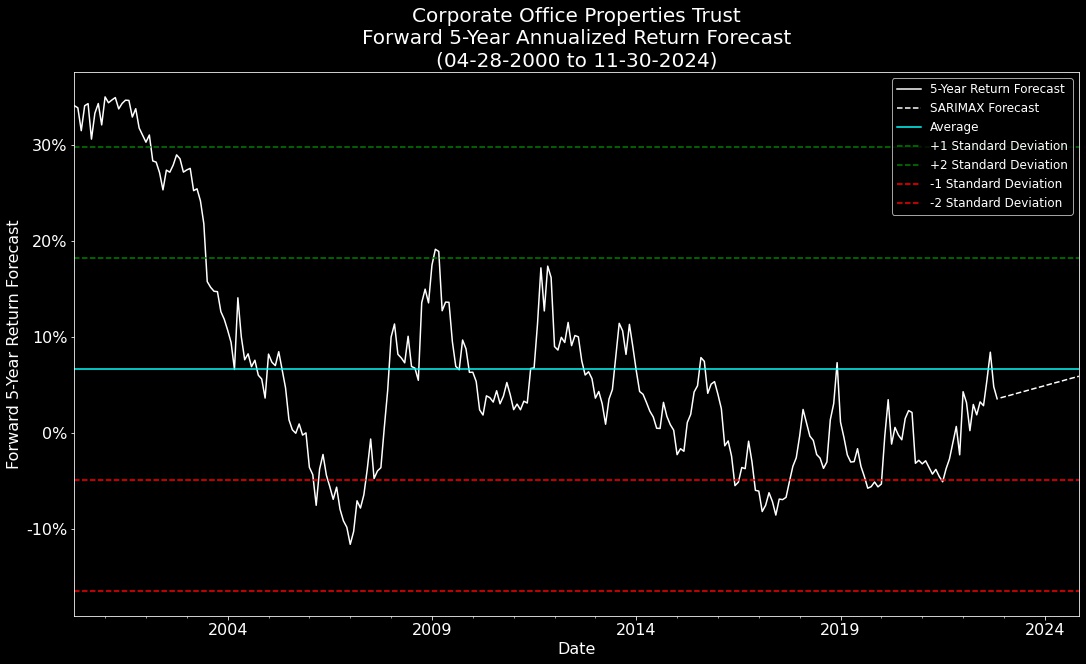 Corporate Office Properties Trust
Forward 5-Year Annualized Return Forecast
(04-28-2000 to 11-30-2024)
5-Year Return Forecast
SARIMAX Forecast
Average
+1 Standard Deviation
+2 Standard Deviation
-1 Standard Deviation
-2 Standard Deviation
Forward 5-Year Return Forecast
30%
20%
10%
0%
-10%
2004
2009
2014
2019
2024
Date